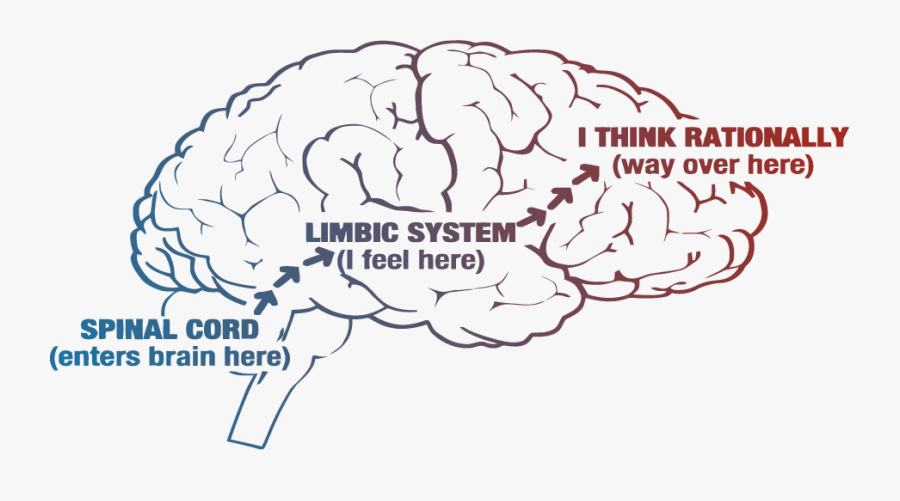 I THINK RATIONALLY
(way over here)
LIMBIC SYSTEM
(I feel here)
SPINAL CORD
(enters brain here)